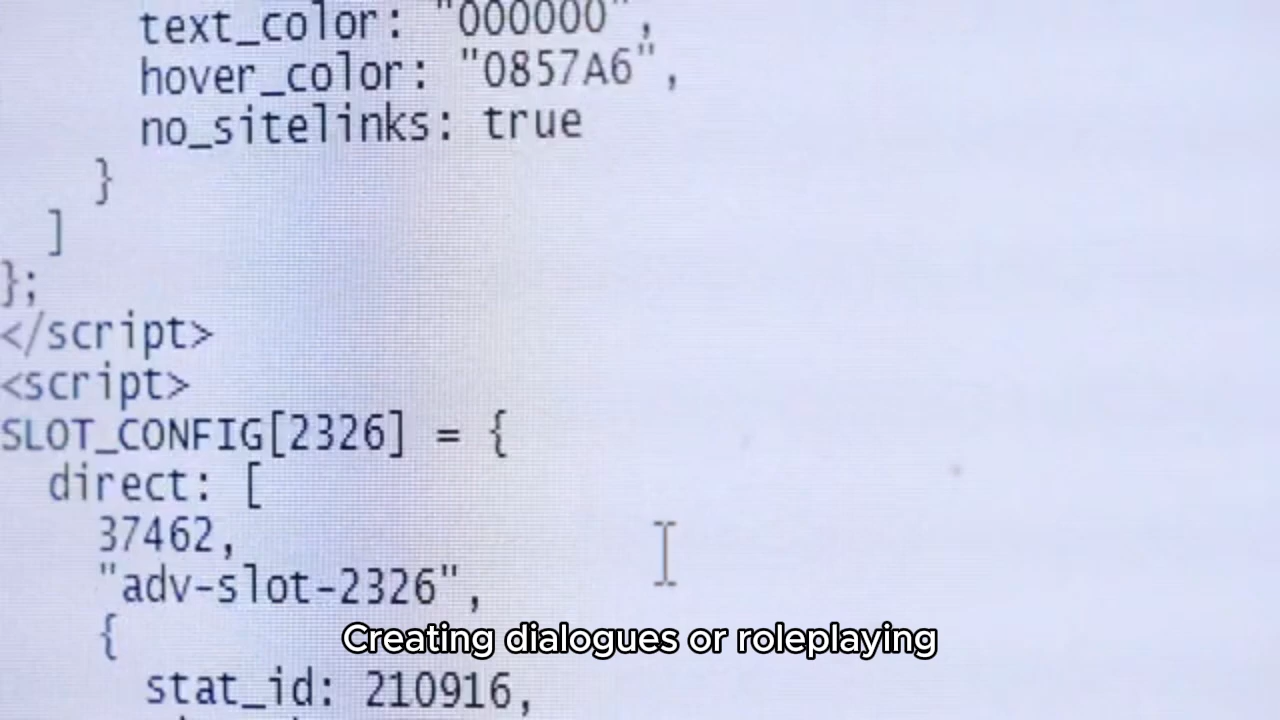 text_color: "000000",
hover_color: "0857A6",
no_sitelinks: true
}
]
};
</script>
<script>
SLOT_CONFIG[2326] = {
direct: [
37462,
"adv-slot-2326",
{
Creating dialogues or roleplaying
stat_id: 210916,